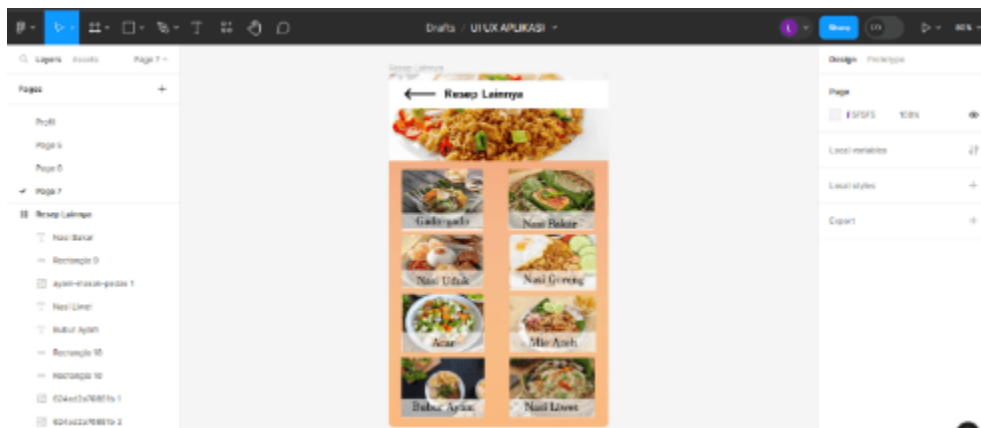 Drafts / UI UX APLIKASI
L
Share
80%
Layers Assets Page 7
Design Prototype
Pages
Page
Profil
F5F5F5 100%
Page 5
Local variables
Page 6
Page 7
Local styles
Resep Lainnya
Export
Nasi Bakar
Rectangle 9
ayam-masak-pedas 1
Nasi Liwet
Bubur Ayam
Rectangle 10
Resep Lainnya
Resep Lainnya
Gado-gado
Nasi Bakar
Nasi Uduk
Nasi Goreng
Acar
Mie Aceh
Bubur Ayam
Nasi Liwet